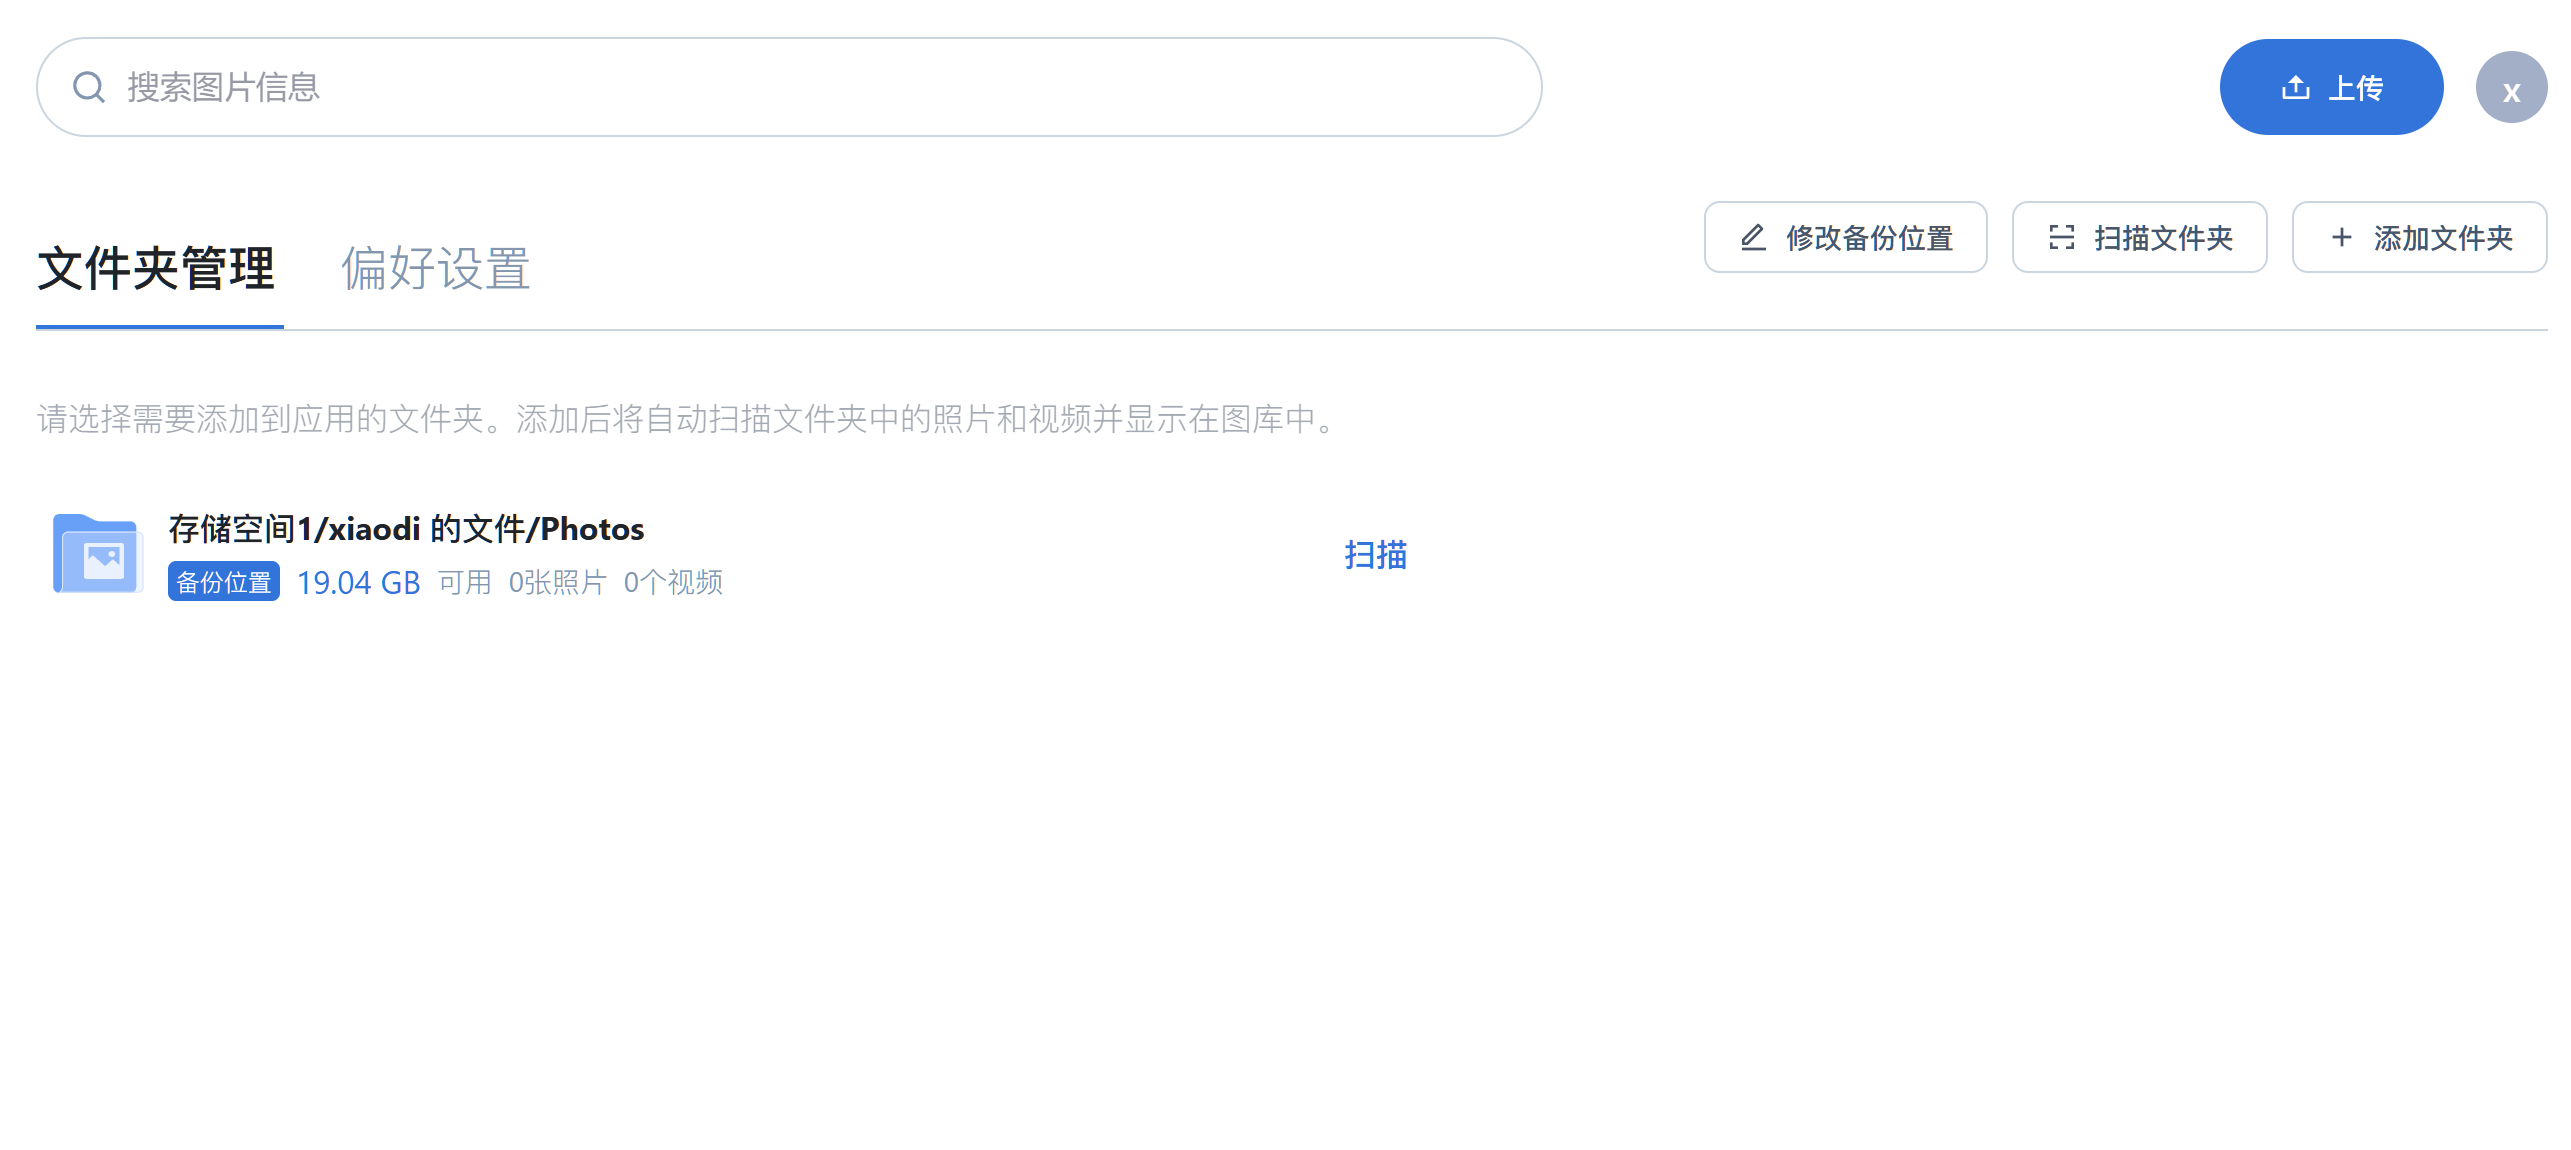 搜索图片信息
上传
x
文件夹管理 偏好设置
修改备份位置 扫描文件夹 添加文件夹
请选择需要添加到应用的文件夹。添加后将自动扫描文件夹中的照片和视频并显示在图库中。
存储空间1/xiaodi 的文件/Photos
备份位置 19.04 GB 可用 0张照片 0个视频
扫描